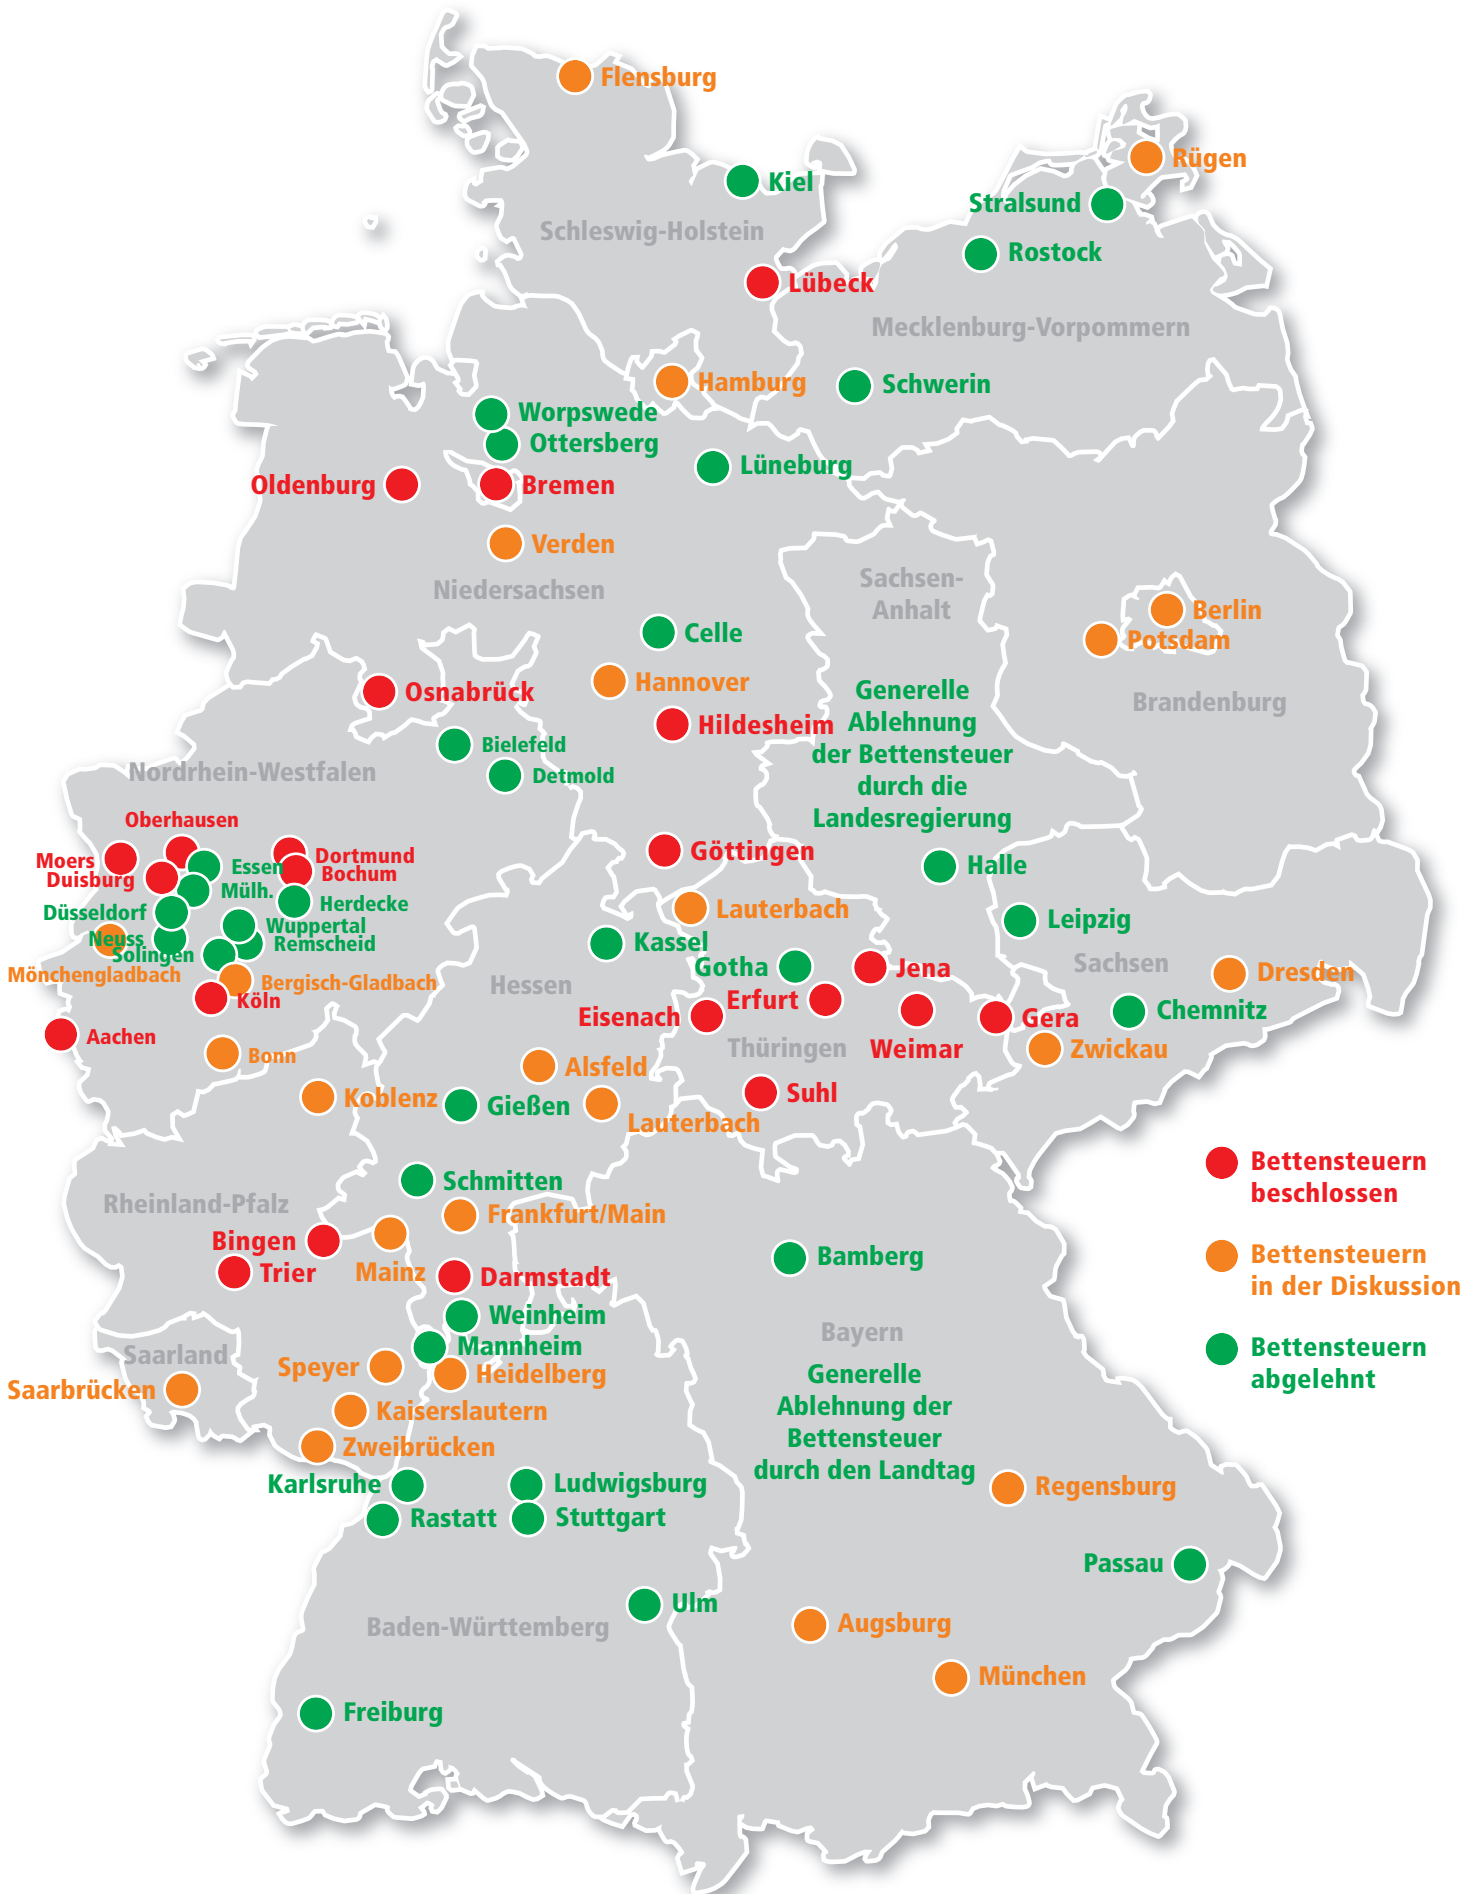 Flensburg
Rügen
Kiel
Stralsund
Schleswig-Holstein
Rostock
Lübeck
Mecklenburg-Vorpommern
Hamburg
Schwerin
Worpswede
Ottersberg
Lüneburg
Oldenburg
Bremen
Verden
Niedersachsen
Sachsen-
Anhalt
Berlin
Potsdam
Celle
Hannover
Osnabrück
Brandenburg
Hildesheim
Generelle
Ablehnung
der Bettensteuer
durch die
Landesregierung
Bielefeld
Detmold
Nordrhein-Westfalen
Oberhausen
Moers
Duisburg
Essen
Dortmund
Bochum
Mülh.
Herdecke
Düsseldorf
Wuppertal
Neuss
Remscheid
Solingen
Mönchengladbach
Bergisch-Gladbach
Köln
Aachen
Bonn
Göttingen
Halle
Lauterbach
Leipzig
Kassel
Gotha
Jena
Sachsen
Dresden
Hessen
Erfurt
Eisenach
Chemnitz
Gera
Weimar
Thüringen
Zwickau
Alsfeld
Suhl
Koblenz
Gießen
Lauterbach
Schmitten
Rheinland-Pfalz
Frankfurt/Main
Bingen
Trier
Mainz
Darmstadt
Bamberg
Weinheim
Mannheim
Saarland
Speyer
Heidelberg
Saarbrücken
Kaiserslautern
Zweibrücken
Bayern
Generelle
Ablehnung der
Bettensteuer
durch den Landtag
Karlsruhe
Ludwigsburg
Rastatt
Stuttgart
Regensburg
Passau
Ulm
Baden-Württemberg
Augsburg
München
Freiburg
Bettensteuern
beschlossen
Bettensteuern
in der Diskussion
Bettensteuern
abgelehnt